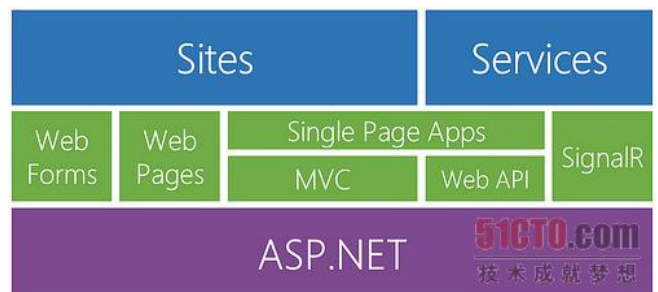 Sites
Services
Web Forms
Web Pages
Single Page Apps
MVC
Web API
SignalR
ASP.NET
51CTO.com
技术成就梦想